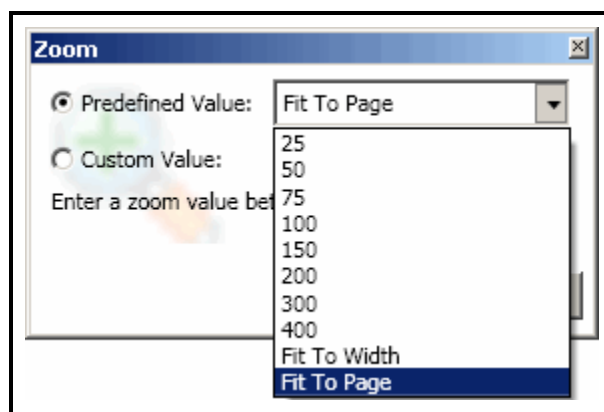 Zoom
Predefined Value: Fit To Page
Custom Value:
Enter a zoom value bet
25
50
75
100
150
200
300
400
Fit To Width
Fit To Page